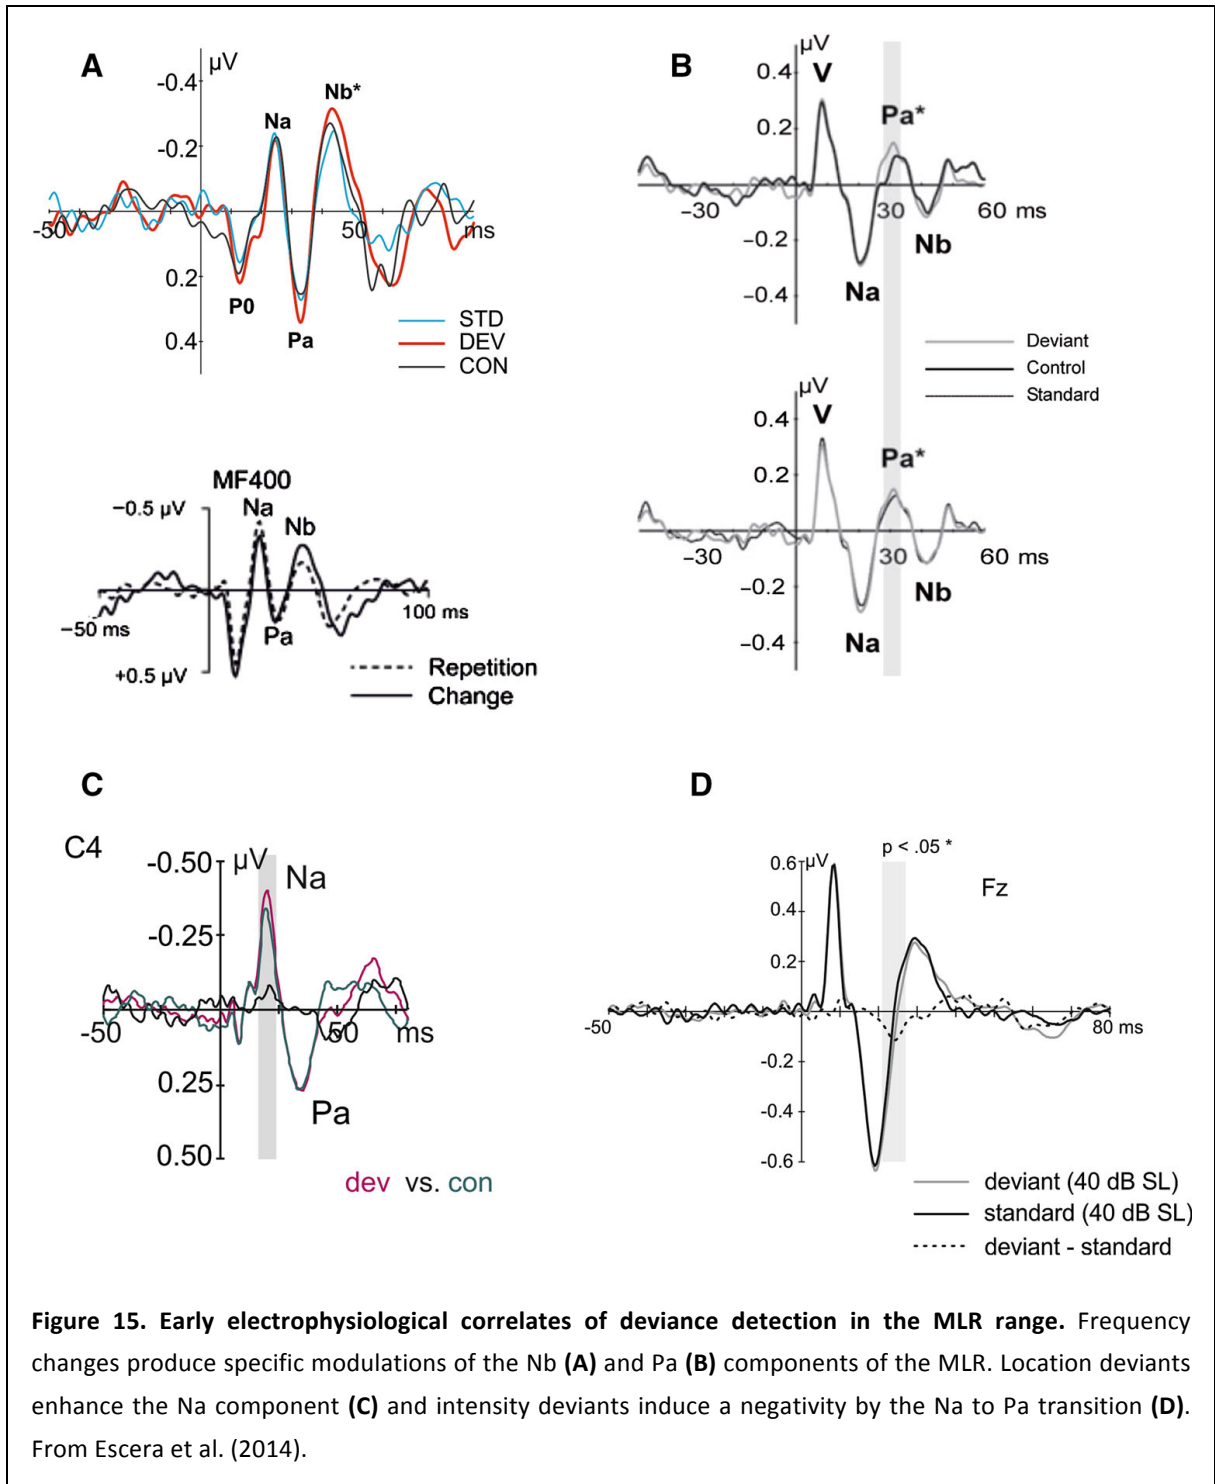 A
μV
-0.4
Nb*
Na
-0.2
-50
50
ms
0.2
P0
Pa
0.4
STD
DEV
CON
MF400
−0.5 μV
Na
Nb
−50 ms
Pa
100 ms
+0.5 μV
Repetition
Change
B
μV
0.4
V
Pa*
0.2
−30
30
60 ms
−0.2
Nb
Na
−0.4
Deviant
Control
Standard
μV
0.4
V
Pa*
0.2
−30
30
60 ms
−0.2
Nb
Na
−0.4
C
C4
-0.50
μV
Na
-0.25
-50
50
ms
0.25
Pa
0.50
dev vs. con
D
p < .05 *
0.6
μV
Fz
0.4
0.2
-50
80 ms
-0.2
-0.4
-0.6
deviant (40 dB SL)
standard (40 dB SL)
deviant - standard
Figure 15. Early electrophysiological correlates of deviance detection in the MLR range. Frequency
changes produce specific modulations of the Nb (A) and Pa (B) components of the MLR. Location deviants
enhance the Na component (C) and intensity deviants induce a negativity by the Na to Pa transition (D).
From Escera et al. (2014).